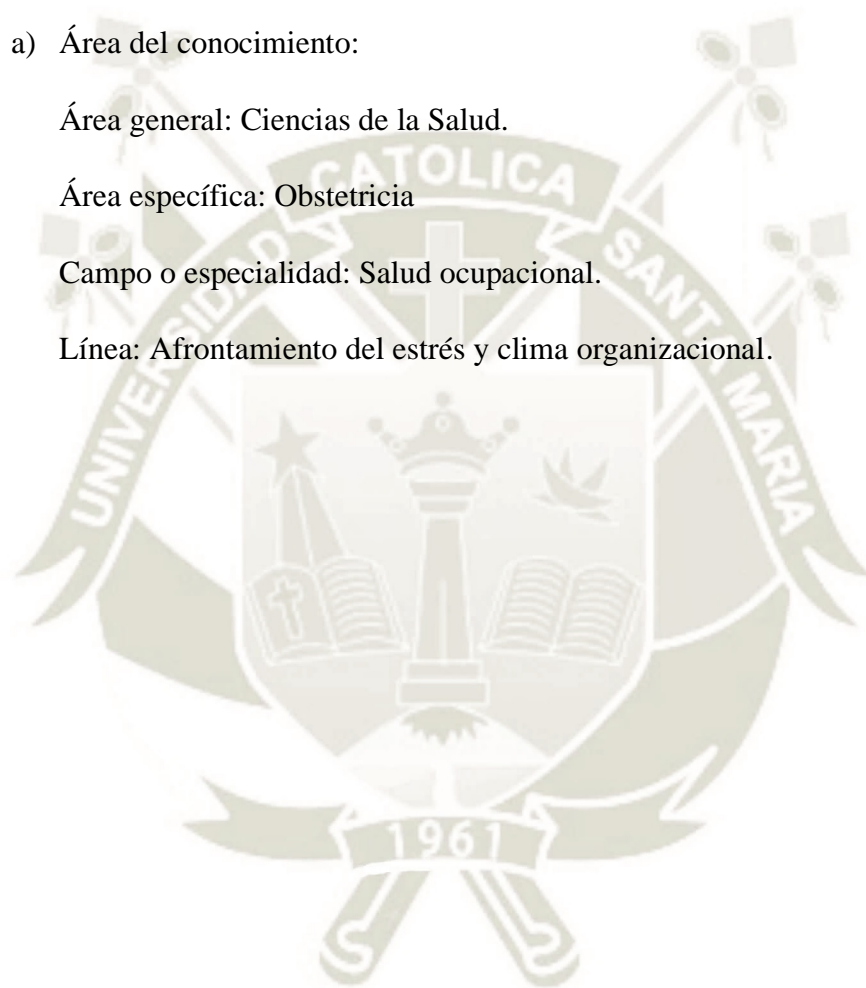 a) Área del conocimiento:
Área general: Ciencias de la Salud.
Área específica: Obstetricia
Campo o especialidad: Salud ocupacional.
Línea: Afrontamiento del estrés y clima organizacional.
UNIVERSIDAD CATOLICA SANTA MARIA
1961